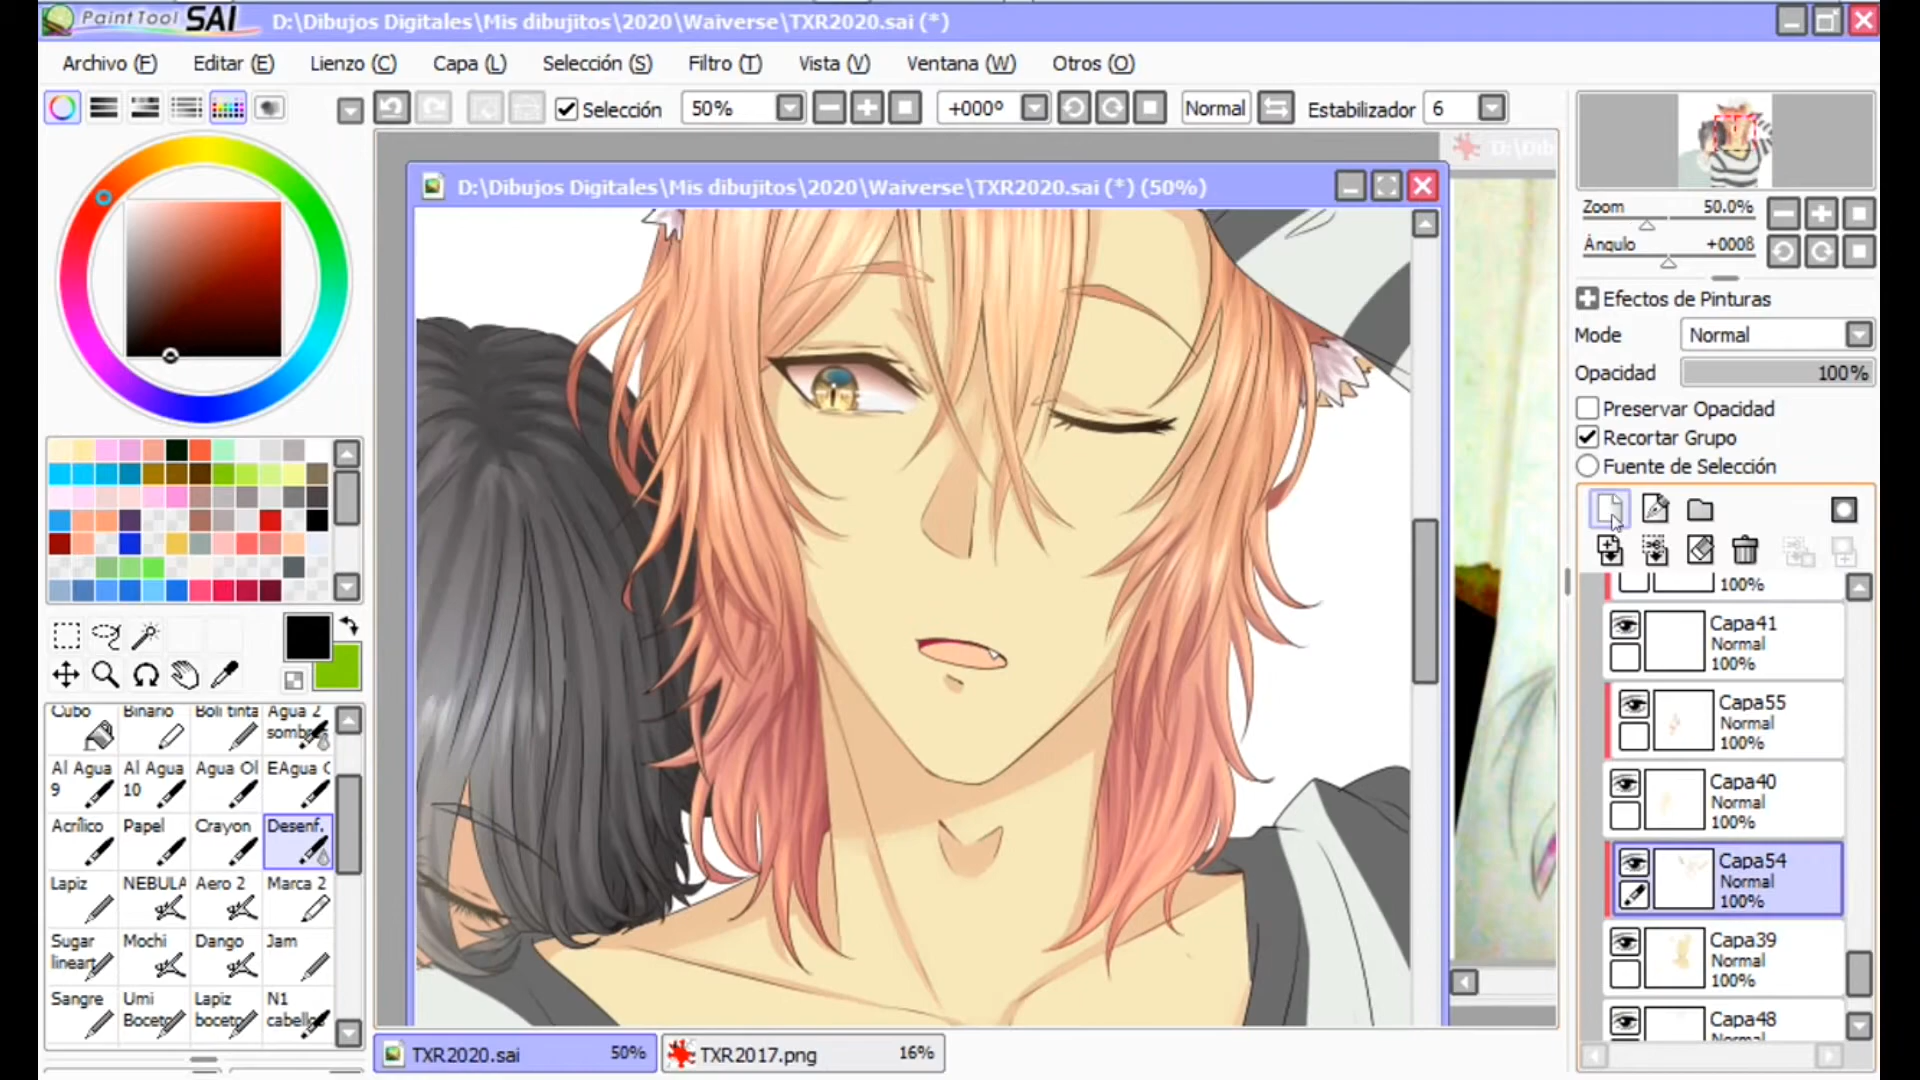 PaintTool SAI
D:\Dibujos Digitales\Mis dibujitos\2020\Waiverse\TXR2020.sai (*)
Archivo (F)
Editar (E)
Lienzo (C)
Capa (L)
Selección (S)
Filtro (T)
Vista (V)
Ventana (W)
Otros (O)
Selección
50%
+000º
Normal
Estabilizador
6
D:\Dib
D:\Dibujos Digitales\Mis dibujitos\2020\Waiverse\TXR2020.sai (*) (50%)
Zoom 50.0%
Ángulo +000ß
Efectos de Pinturas
Mode Normal
Opacidad 100%
Preservar Opacidad
Recortar Grupo
Fuente de Selección
100%
Capa41
Normal
100%
Capa55
Normal
100%
Capa40
Normal
100%
Capa54
Normal
100%
Capa39
Normal
100%
Capa48
Normal
Cubo
Binario
Boli tinta
Agua 2
sombr
Al Agua
9
Al Agua
10
Agua Ol
EAgua C
Acrílico
Papel
Crayon
Desenf.
Lapiz
NEBULA
Aero 2
Marca 2
Sugar
lineart
Mochi
Dango
Jam
Sangre
Umi
Boceto
Lapiz
boceto
N1
cabello
TXR2020.sai 50%
TXR2017.png 16%